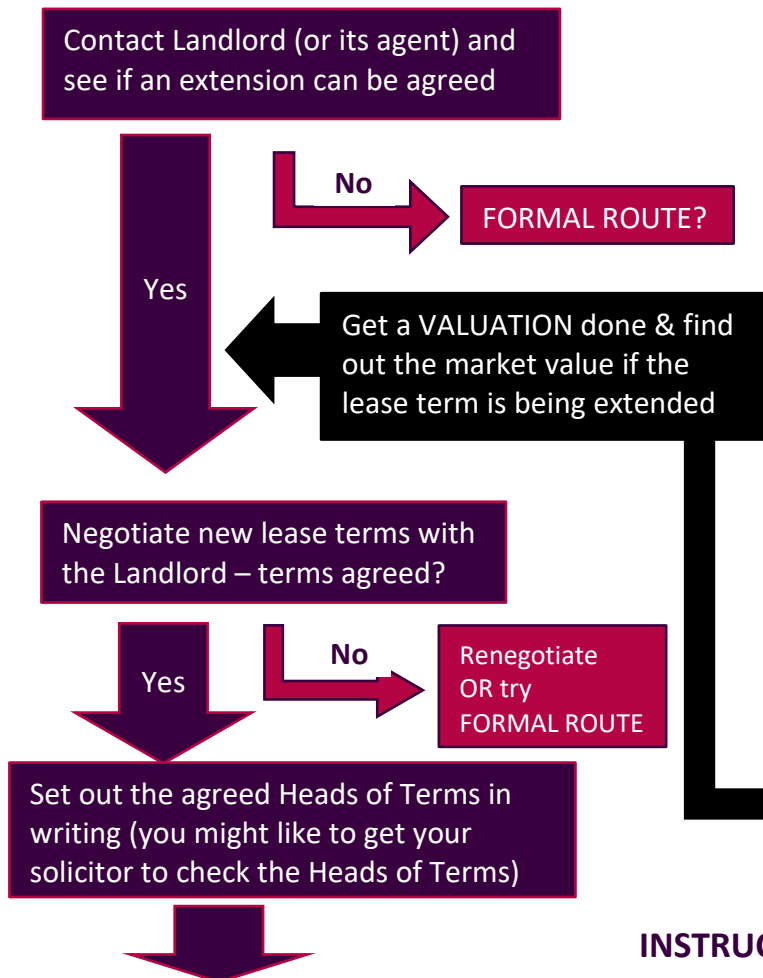 Contact Landlord (or its agent) and
see if an extension can be agreed
No
FORMAL ROUTE?
Yes
Get a VALUATION done & find
out the market value if the
lease term is being extended
Negotiate new lease terms with
the Landlord – terms agreed?
No
Yes
Renegotiate
OR try
FORMAL ROUTE
Set out the agreed Heads of Terms in
writing (you might like to get your
solicitor to check the Heads of Terms)
INSTRUC